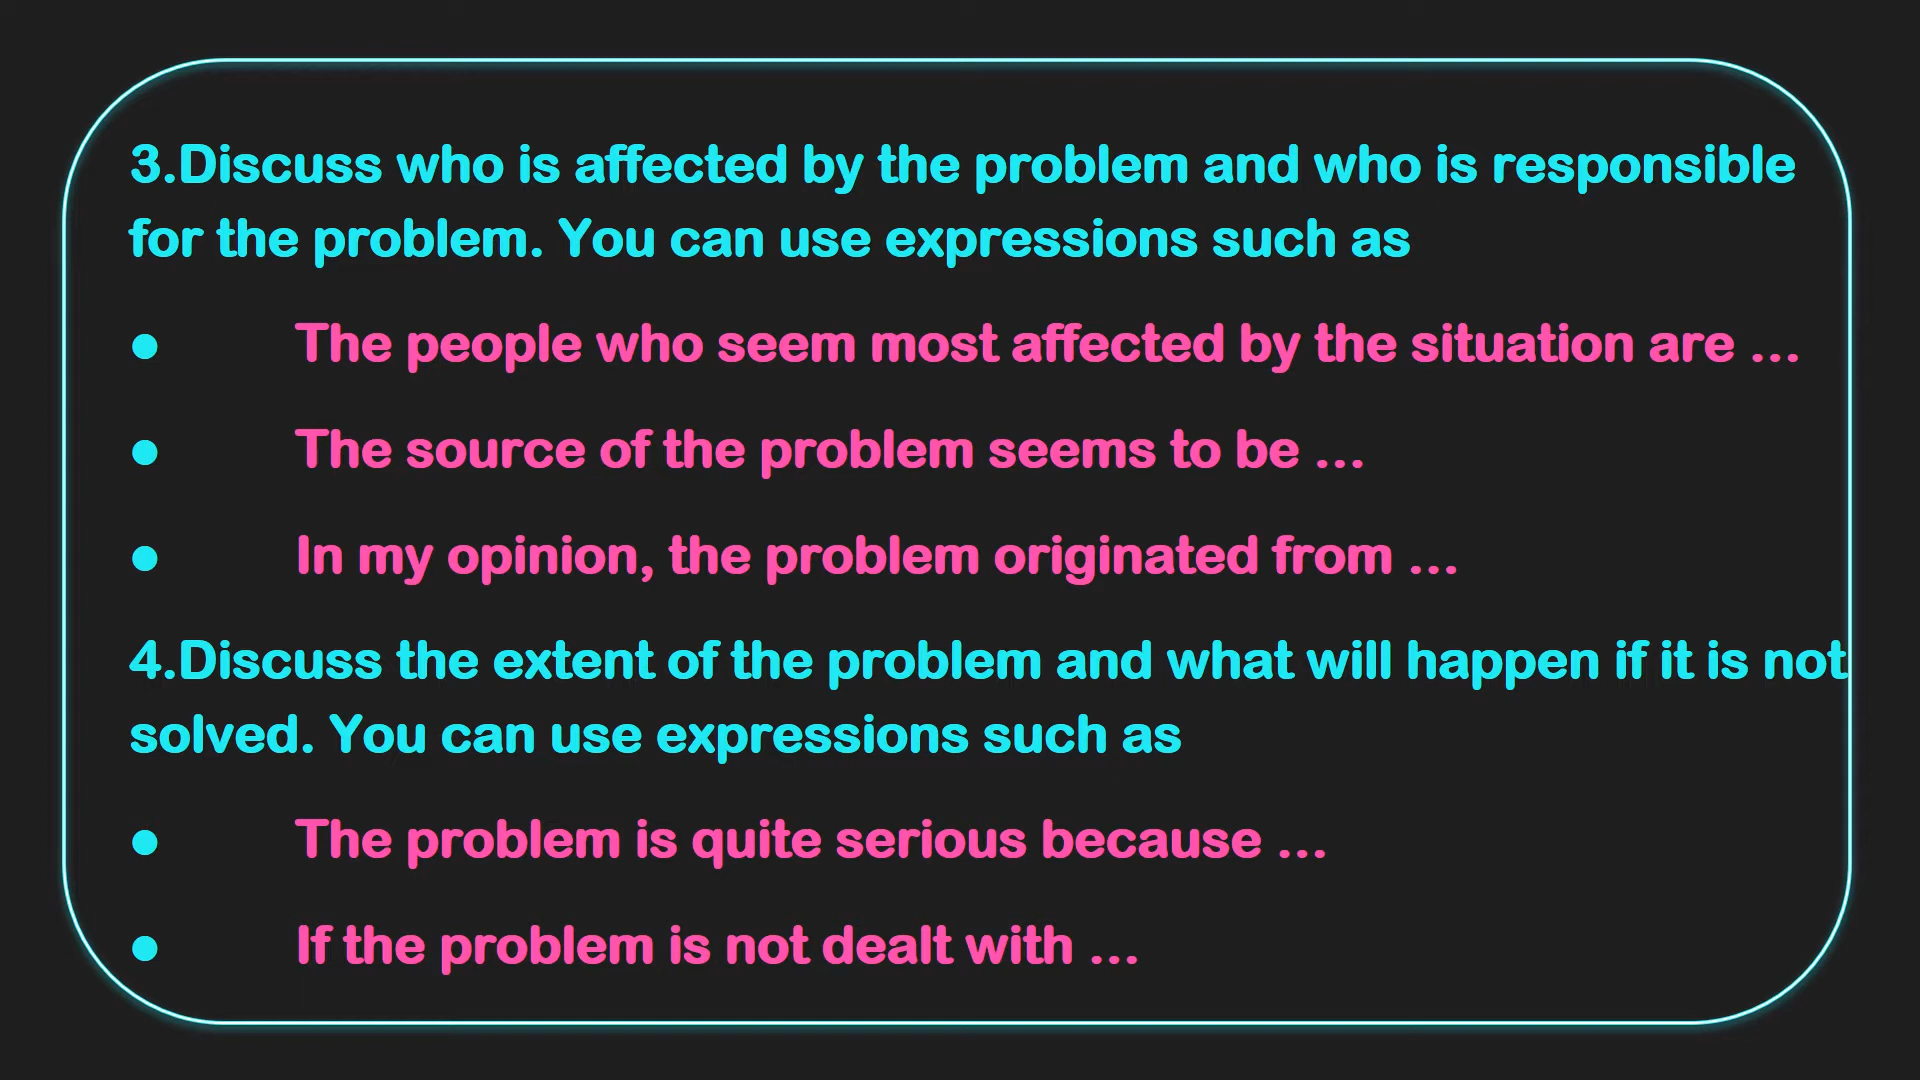 3.Discuss who is affected by the problem and who is responsible
for the problem. You can use expressions such as
● The people who seem most affected by the situation are ...
● The source of the problem seems to be ...
● In my opinion, the problem originated from ...
4.Discuss the extent of the problem and what will happen if it is not
solved. You can use expressions such as
● The problem is quite serious because ...
● If the problem is not dealt with ...